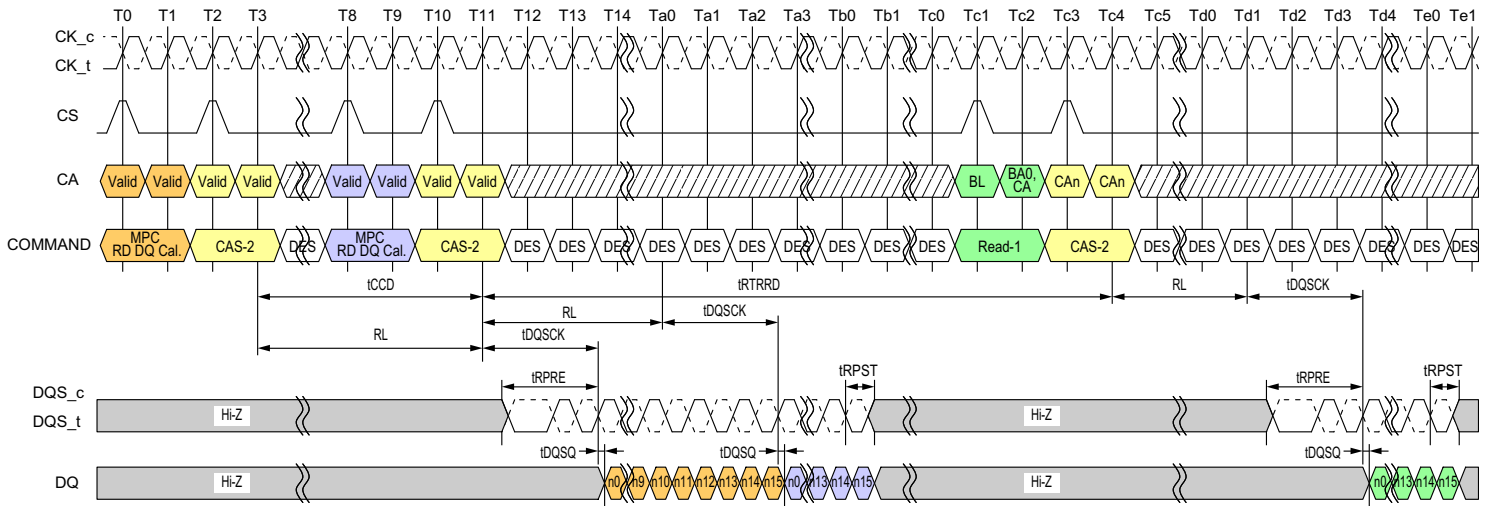 T0 T1 T2 T3 T8 T9 T10 T11 T12 T13 T14 Ta0 Ta1 Ta2 Ta3 Tb0 Tb1 Tc0 Tc1 Tc2 Tc3 Tc4 Tc5 Td0 Td1 Td2 Td3 Td4 Te0 Te1
CK_c
CK_t
CS
CA Valid Valid Valid Valid Valid Valid Valid Valid BL BA0, CA CAn CAn
COMMAND MPC RD DQ Cal. CAS-2 DES MPC RD DQ Cal. CAS-2 DES DES DES DES DES DES DES DES DES DES Read-1 CAS-2 DES DES DES DES DES DES DES DES
tCCD tRTRRD RL tDQSCK
RL tDQSCK
RL tDQSCK
tRPRE tRPST tRPRE tRPST
DQS_c
DQS_t Hi-Z Hi-Z
tDQSQ tDQSQ tDQSQ
DQ Hi-Z n0 n9 n10 n11 n12 n13 n14 n15 n0 n13 n14 n15 Hi-Z n0 n13 n14 n15